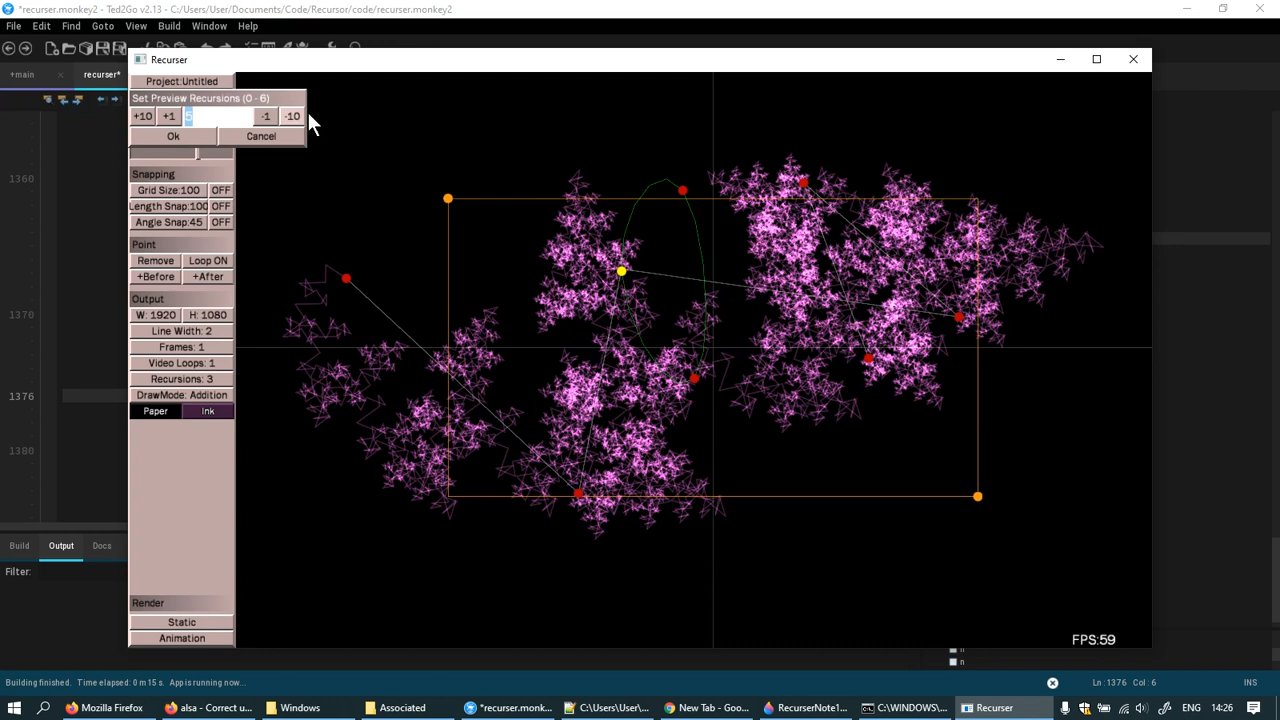 *recurser.monkey2 - Ted2Go v2.13 - C:/Users/User/Documents/Code/Recursor/code/recurser.monkey2
File Edit Find Goto View Build Window Help
+main recurser*
Recurser
Project:Untitled
Set Preview Recursions (0 - 6)
+10 +1 5 -1 -10
Ok Cancel
Snapping
Grid Size:100 OFF
Length Snap:100 OFF
Angle Snap:45 OFF
Point
Remove Loop ON
+Before +After
Output
W: 1920 H: 1080
Line Width: 2
Frames: 1
Video Loops: 1
Recursions: 3
DrawMode: Addition
Paper Ink
Render
Static
Animation
FPS:59
1360
1370
1376
1380
Build Output Docs
Filter:
n
n
Building finished. Time elapsed: 0 m 15 s. App is running now...
Ln : 1376 Col : 6
INS
Mozilla Firefox
alsa - Correct u...
Windows
Associated
*recurser.monk...
C:\Users\User\...
New Tab - Goo...
RecurserNote1...
C:\WINDOWS\...
Recurser
ENG 14:26